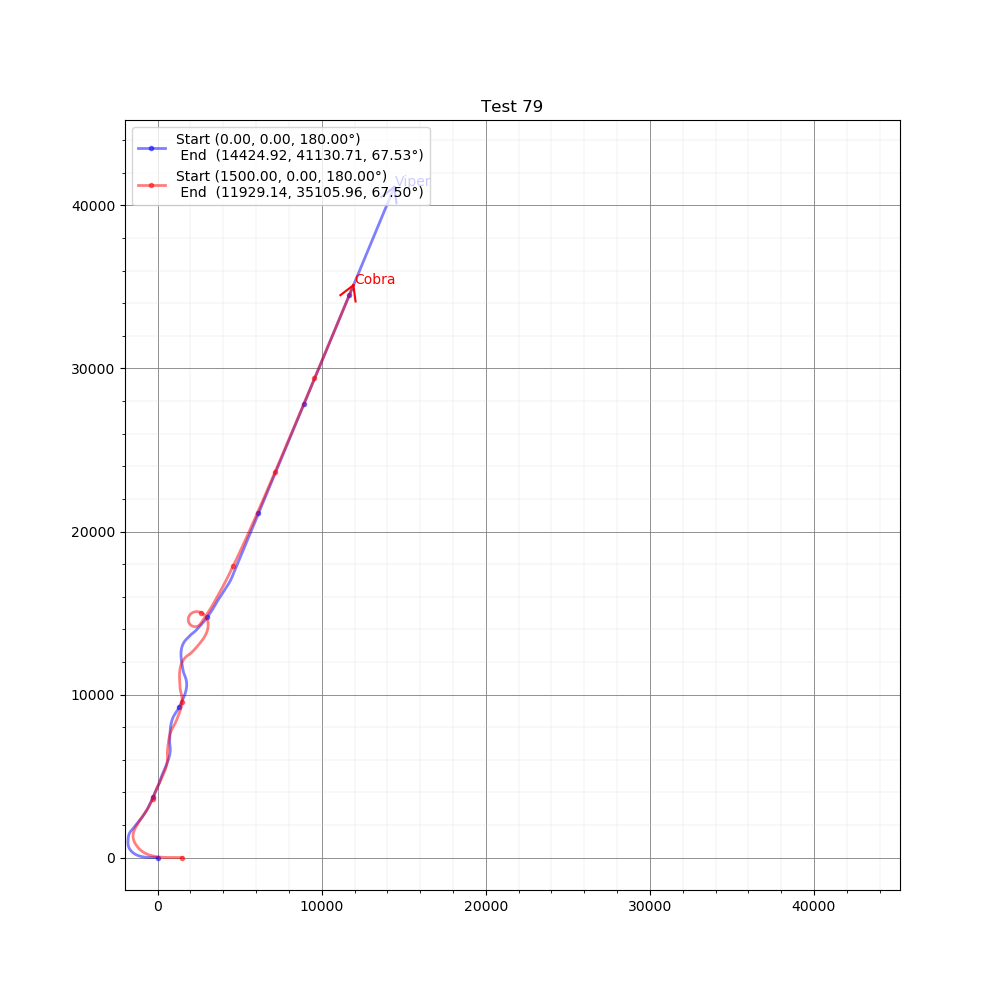 Test 79
Start (0.00, 0.00, 180.00°)
End (14424.92, 41130.71, 67.53°)
Start (1500.00, 0.00, 180.00°)
End (11929.14, 35105.96, 67.50°)
Viper
Cobra
40000
30000
20000
10000
0
0 10000 20000 30000 40000